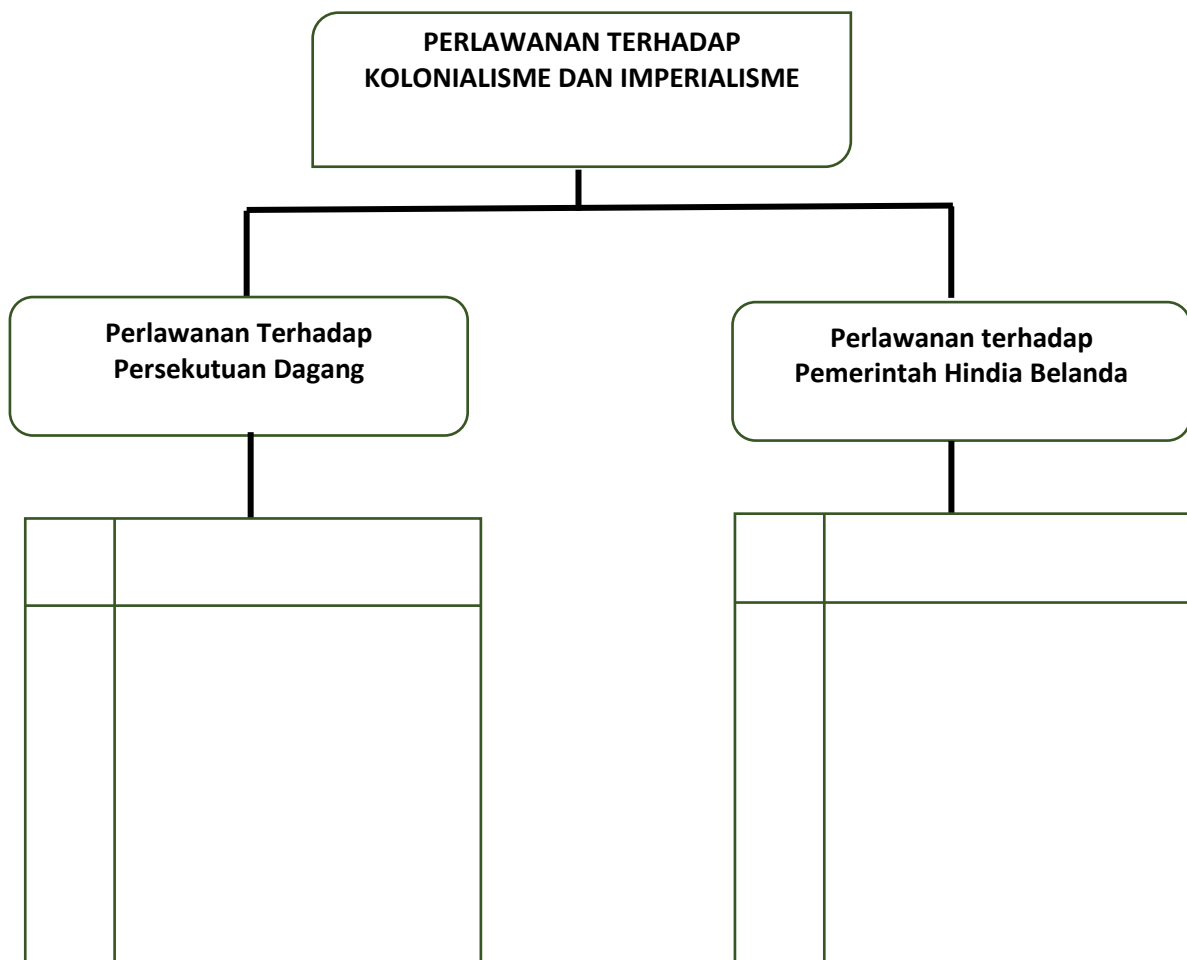 PERLAWANAN TERHADAP
KOLONIALISME DAN IMPERIALISME
Perlawanan Terhadap
Persekutuan Dagang
Perlawanan terhadap
Pemerintah Hindia Belanda